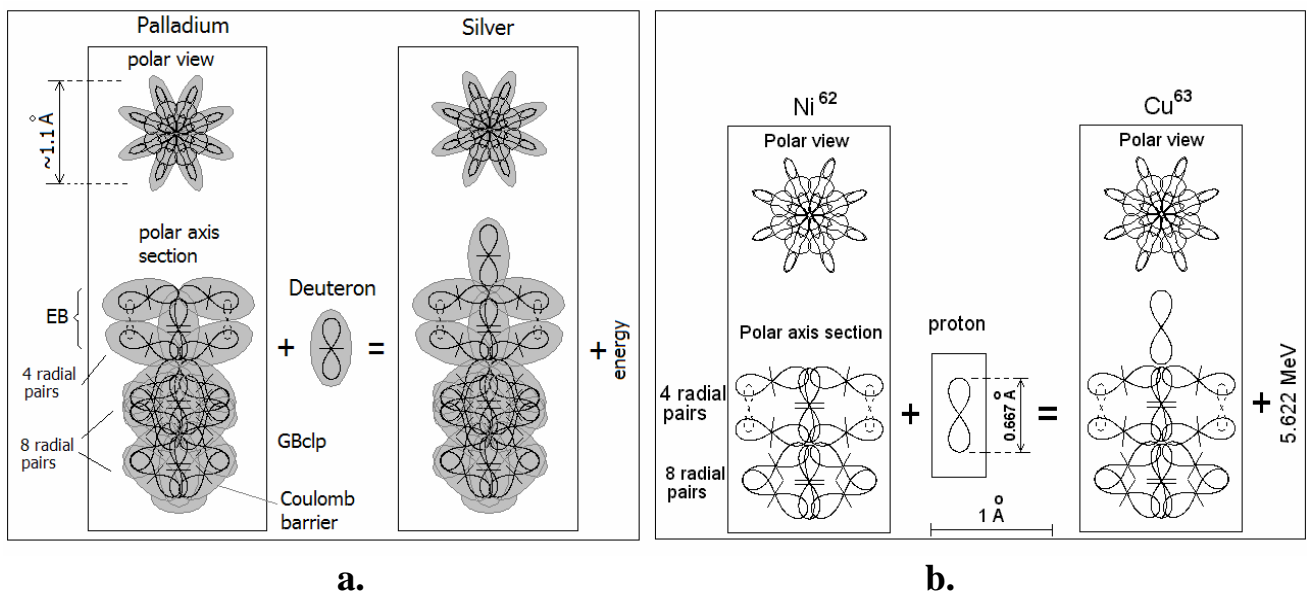 Palladium
Silver
polar view
~1.1 Å
polar axis
section
EB
Deuteron
+
=
+
energy
4 radial
pairs
8 radial
pairs
GBclp
Coulomb
barrier
a.
Ni⁶²
Cu⁶³
Polar view
Polar view
Polar axis section
proton
4 radial
pairs
0.667 Å
+
=
+
5.622 MeV
8 radial
pairs
1 Å
b.